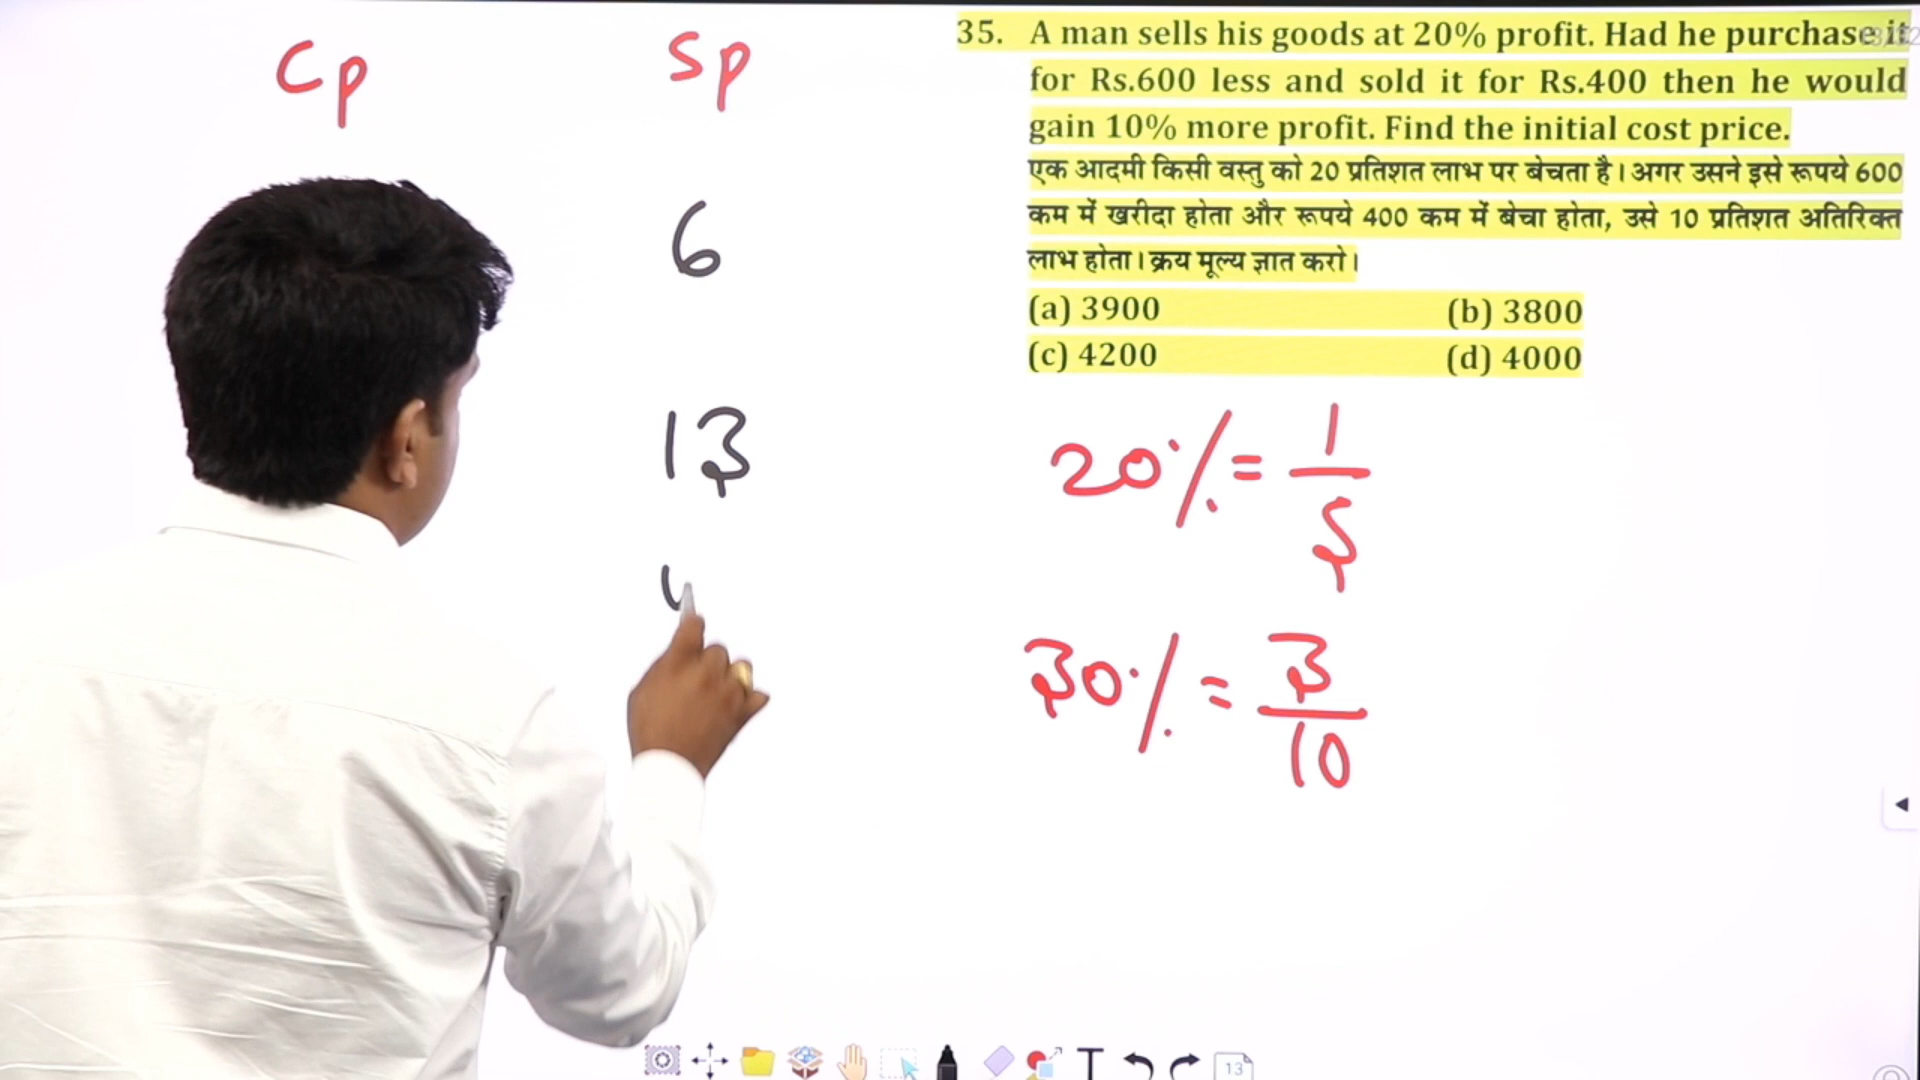 Cp
Sp
6
13
35. A man sells his goods at 20% profit. Had he purchase it
for Rs.600 less and sold it for Rs.400 then he would
gain 10% more profit. Find the initial cost price.
एक आदमी किसी वस्तु को 20 प्रतिशत लाभ पर बेचता है। अगर उसने इसे रूपये 600
कम में खरीदा होता और रूपये 400 कम में बेचा होता, उसे 10 प्रतिशत अतिरिक्त
लाभ होता। क्रय मूल्य ज्ञात करो।
(a) 3900 (b) 3800
(c) 4200 (d) 4000
20% = 1/5
30% = 3/10
T
13